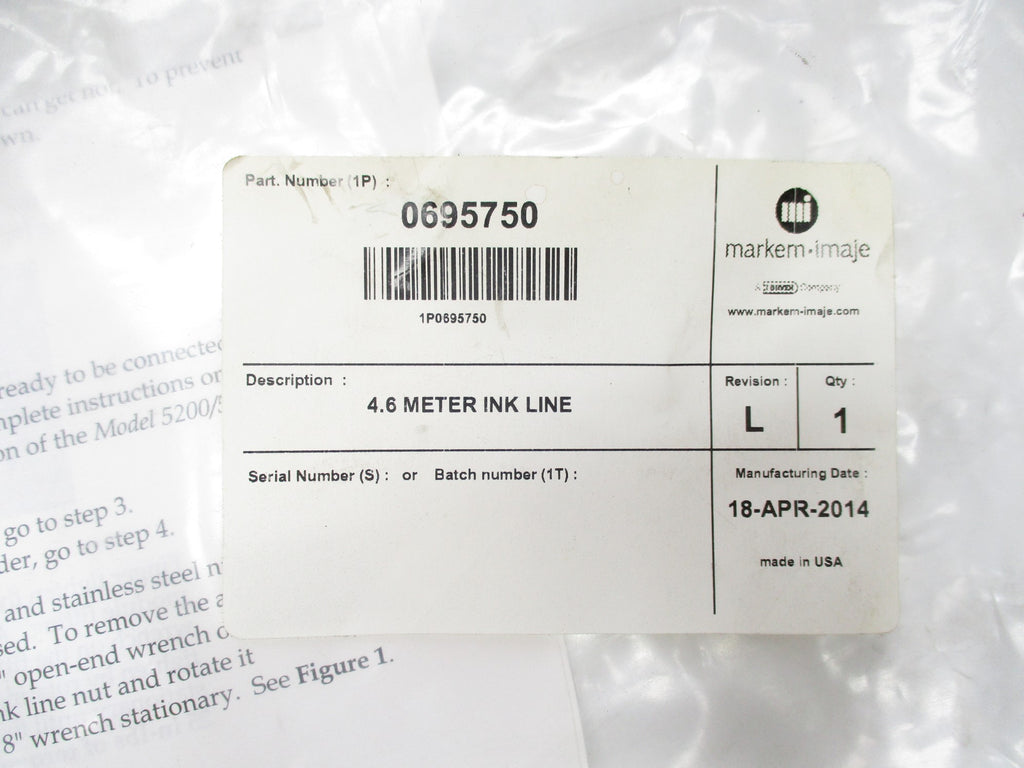 can get hot. To prevent
wn.
Part. Number (1P) :
0695750
1P0695750
markem·imaje
A Company
www.markem-imaje.com
Description :
4.6 METER INK LINE
Revision :
L
Qty :
1
Serial Number (S) : or Batch number (1T) :
Manufacturing Date :
18-APR-2014
made in USA
ready to be connected
mplete instructions on
on of the Model 5200/5
go to step 3.
der, go to step 4.
and stainless steel n
sed. To remove the a
" open-end wrench o
nk line nut and rotate it
8" wrench stationary. See Figure 1.